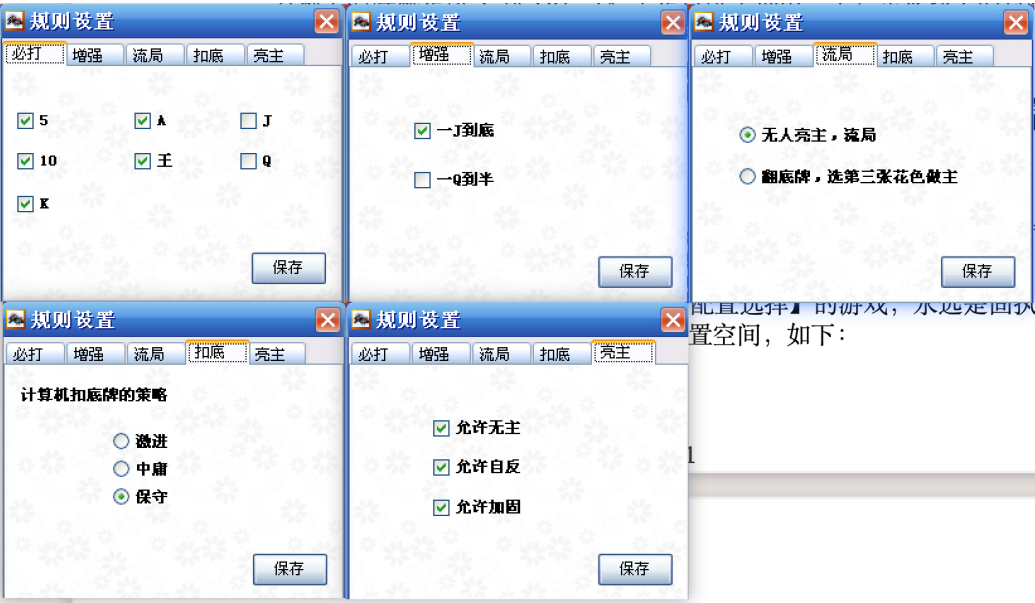 规则设置
必打 增强 流局 扣底 亮主
5 A J
10 王 Q
K
保存
规则设置
必打 增强 流局 扣底 亮主
一J到底
一Q到半
保存
规则设置
必打 增强 流局 扣底 亮主
无人亮主，流局
翻底牌，选第三张花色做主
保存
规则设置
必打 增强 流局 扣底 亮主
计算机扣底牌的策略
激进
中庸
保守
保存
规则设置
必打 增强 流局 扣底 亮主
允许无主
允许自反
允许加固
保存
配置选择】的游戏，永远是固执
置空间，如下：
1